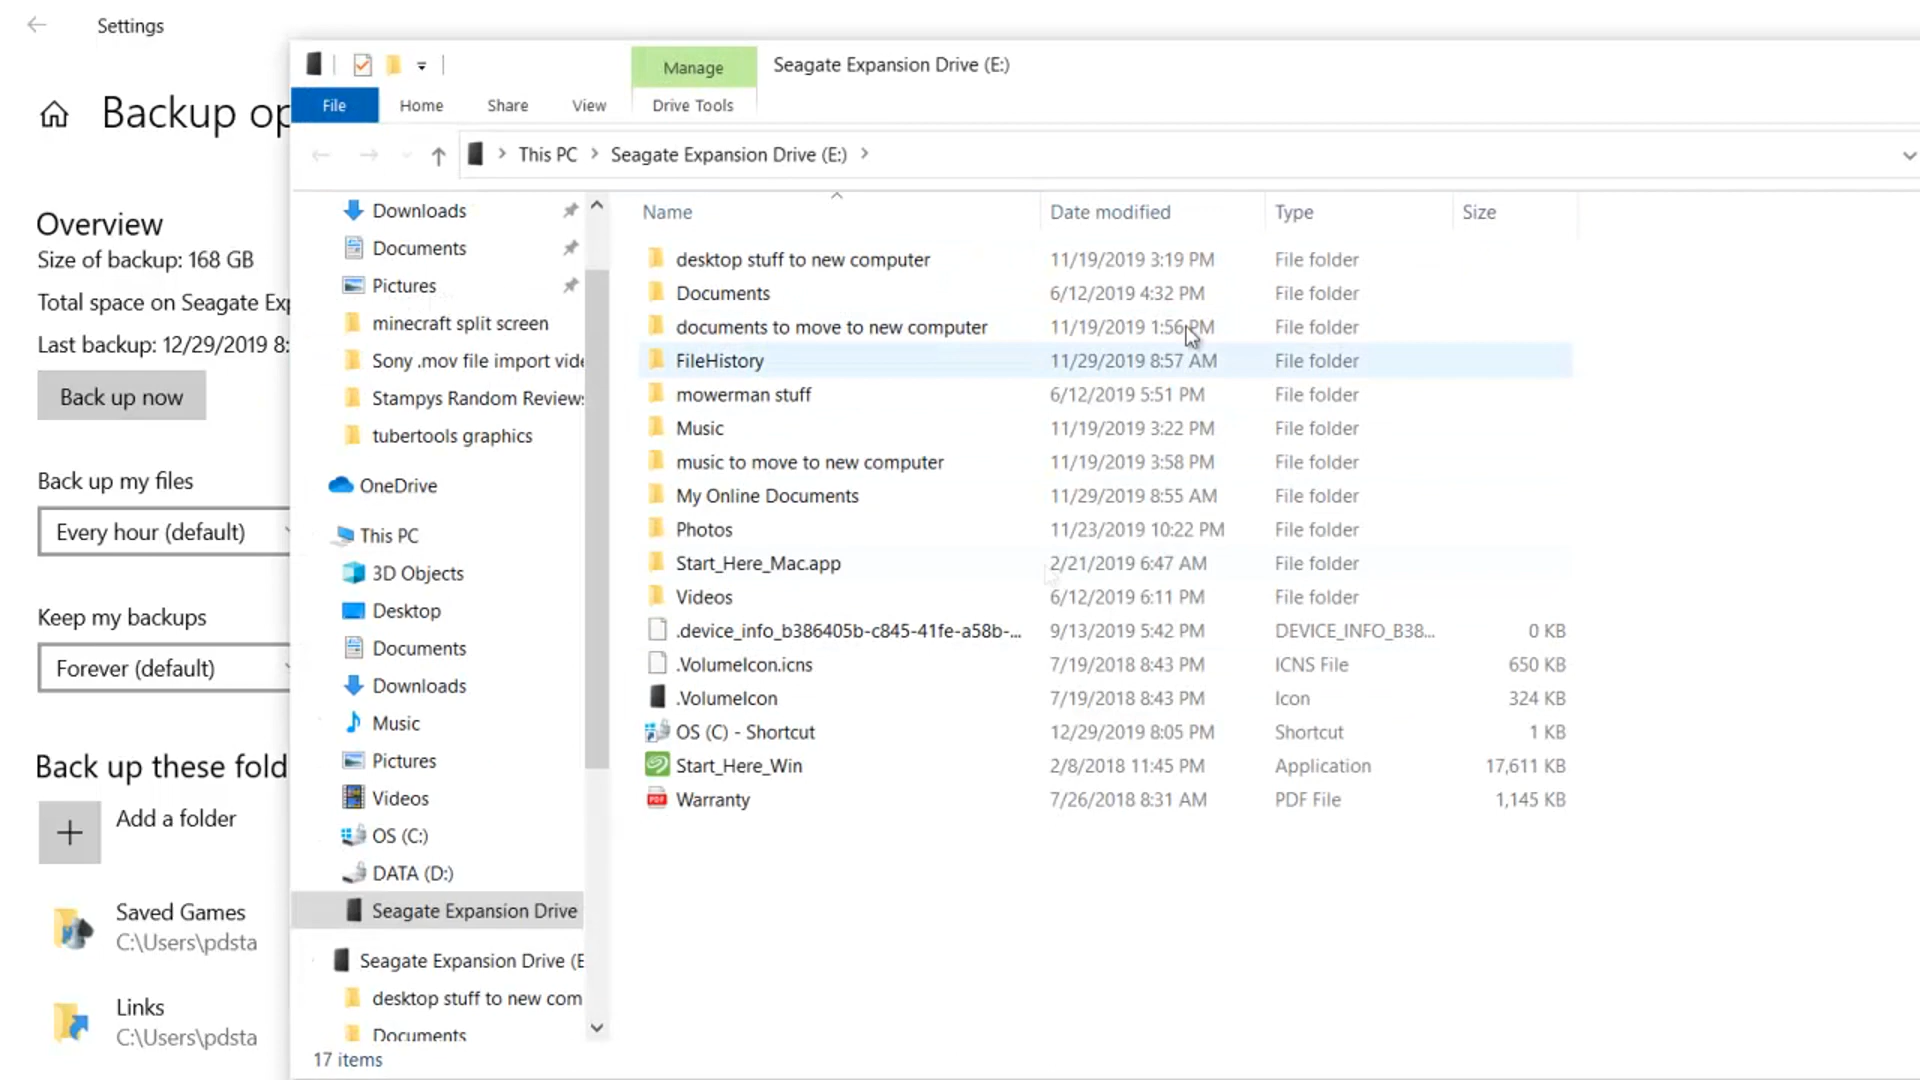 Settings
Backup op
Overview
Size of backup: 168 GB
Total space on Seagate Exp
Last backup: 12/29/2019 8:
Back up now
Back up my files
Every hour (default)
Keep my backups
Forever (default)
Back up these fold
Add a folder
Saved Games
C:\Users\pdsta
Links
C:\Users\pdsta
Manage
Seagate Expansion Drive (E:)
File Home Share View Drive Tools
This PC > Seagate Expansion Drive (E:) >
Downloads
Documents
Pictures
minecraft split screen
Sony .mov file import vide
Stampys Random Reviews
tubertools graphics
OneDrive
This PC
3D Objects
Desktop
Documents
Downloads
Music
Pictures
Videos
OS (C:)
DATA (D:)
Seagate Expansion Drive
Seagate Expansion Drive (E
desktop stuff to new com
Documents
Name Date modified Type Size
desktop stuff to new computer 11/19/2019 3:19 PM File folder
Documents 6/12/2019 4:32 PM File folder
documents to move to new computer 11/19/2019 1:56 PM File folder
FileHistory 11/29/2019 8:57 AM File folder
mowerman stuff 6/12/2019 5:51 PM File folder
Music 11/19/2019 3:22 PM File folder
music to move to new computer 11/19/2019 3:58 PM File folder
My Online Documents 11/29/2019 8:55 AM File folder
Photos 11/23/2019 10:22 PM File folder
Start_Here_Mac.app 2/21/2019 6:47 AM File folder
Videos 6/12/2019 6:11 PM File folder
.device_info_b386405b-c845-41fe-a58b-... 9/13/2019 5:42 PM DEVICE_INFO_B38... 0 KB
.VolumeIcon.icns 7/19/2018 8:43 PM ICNS File 650 KB
.VolumeIcon 7/19/2018 8:43 PM Icon 324 KB
OS (C) - Shortcut 12/29/2019 8:05 PM Shortcut 1 KB
Start_Here_Win 2/8/2018 11:45 PM Application 17,611 KB
Warranty 7/26/2018 8:31 AM PDF File 1,145 KB
17 items